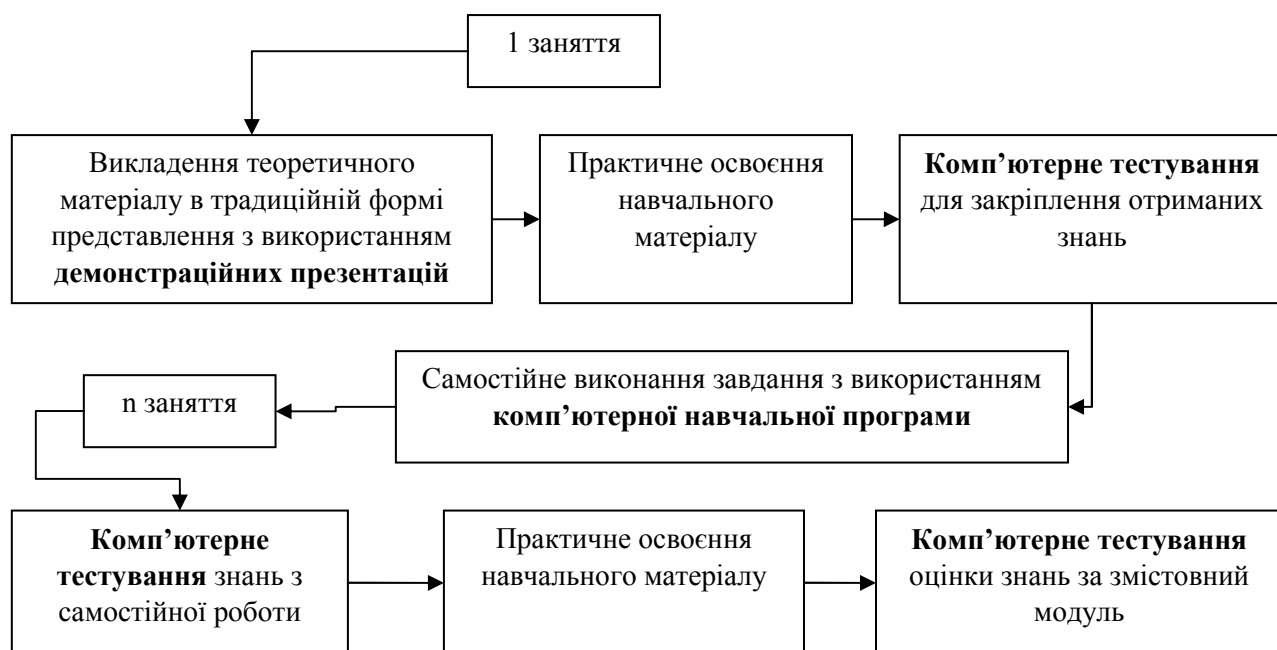 1 заняття
Викладення теоретичного
матеріалу в традиційній формі
представлення з використанням
демонстраційних презентацій
Практичне освоєння
навчального
матеріалу
Комп’ютерне тестування
для закріплення отриманих
знань
Самостійне виконання завдання з використанням
комп’ютерної навчальної програми
n заняття
Комп’ютерне
тестування знань з
самостійної роботи
Практичне освоєння
навчального матеріалу
Комп’ютерне тестування
оцінки знань за змістовний
модуль